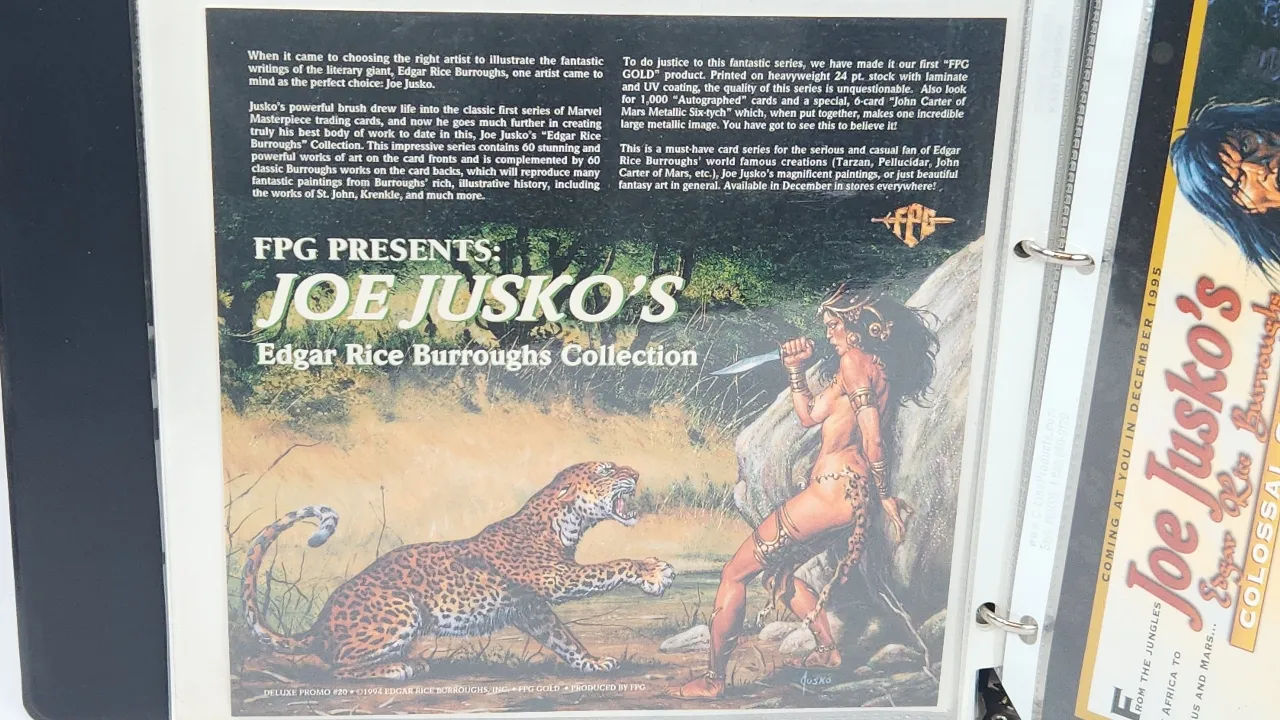 When it came to choosing the right artist to illustrate the fantastic
writings of the literary giant, Edgar Rice Burroughs, one artist came to
mind as the perfect choice: Joe Jusko.
Jusko's powerful brush drew life into the classic first series of Marvel
Masterpiece trading cards, and now he goes much further in creating
truly his best body of work to date in this, Joe Jusko's "Edgar Rice
Burroughs" Collection. This impressive series contains 60 stunning and
powerful works of art on the card fronts and is complemented by 60
classic Burroughs works on the card backs, which will reproduce many
fantastic paintings from Burroughs' rich, illustrative history, including
the works of St. John, Krenkle, and much more.
To do justice to this fantastic series, we have made it our first "FPG
GOLD" product. Printed on heavyweight 24 pt. stock with laminate
and UV coating, the quality of this series is unquestionable. Also look
for 1,000 "Autographed" cards and a special, 6-card "John Carter of
Mars Metallic Six-tych" which, when put together, makes one incredible
large metallic image. You have got to see this to believe it!
This is a must-have card series for the serious and casual fan of Edgar
Rice Burroughs' world famous creations (Tarzan, Pellucidar, John
Carter of Mars, etc.), Joe Jusko's magnificent paintings, or just beautiful
fantasy art in general. Available in December in stores everywhere!
FPG
FPG PRESENTS:
JOE JUSKO'S
Edgar Rice Burroughs Collection
JUSKO
DELUXE PROMO #20 • ©1994 EDGAR RICE BURROUGHS, INC. • FPG GOLD • PRODUCED BY FPG
COMING AT YOU IN DECEMBER 1995
Joe Jusko's
Edgar Rice Burroughs
COLOSSAL
FROM THE JUNGLES
AFRICA TO
US AND MARS...